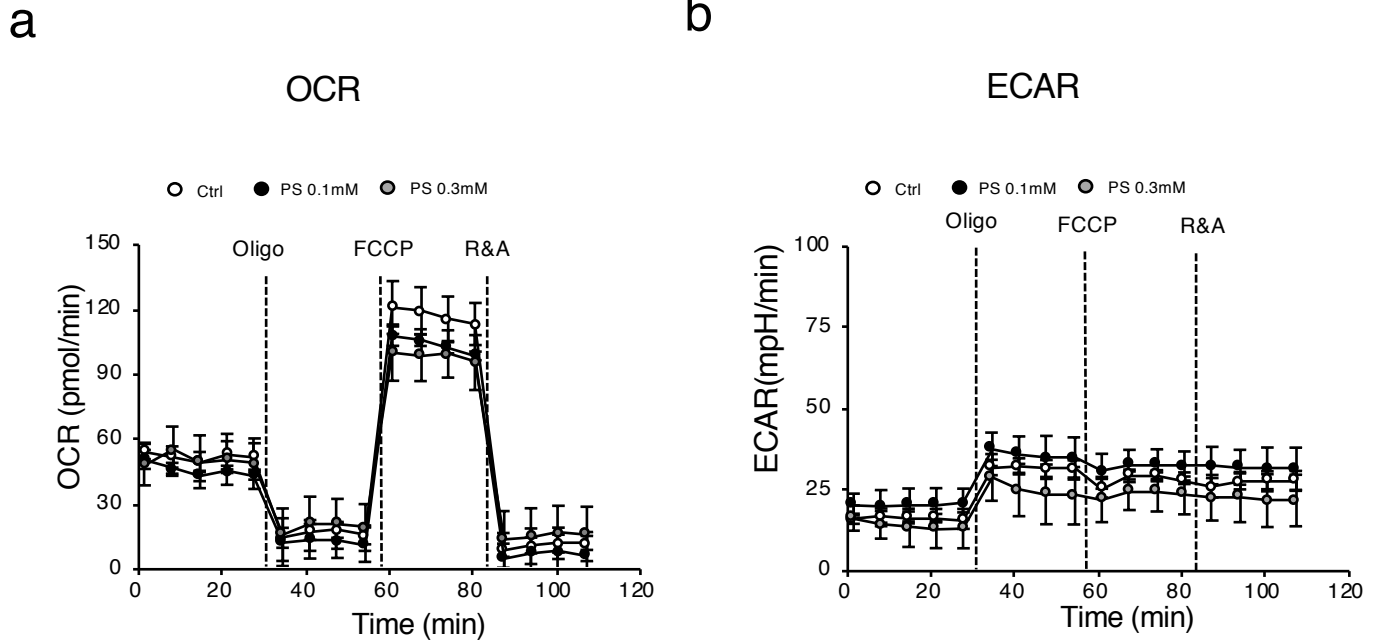 a
OCR
Ctrl PS 0.1mM PS 0.3mM
Oligo FCCP R&A
150
120
90
60
30
0
OCR (pmol/min)
0 20 40 60 80 100 120
Time (min)
b
ECAR
Ctrl PS 0.1mM PS 0.3mM
Oligo FCCP R&A
100
75
50
25
0
ECAR(mpH/min)
0 20 40 60 80 100 120
Time (min)